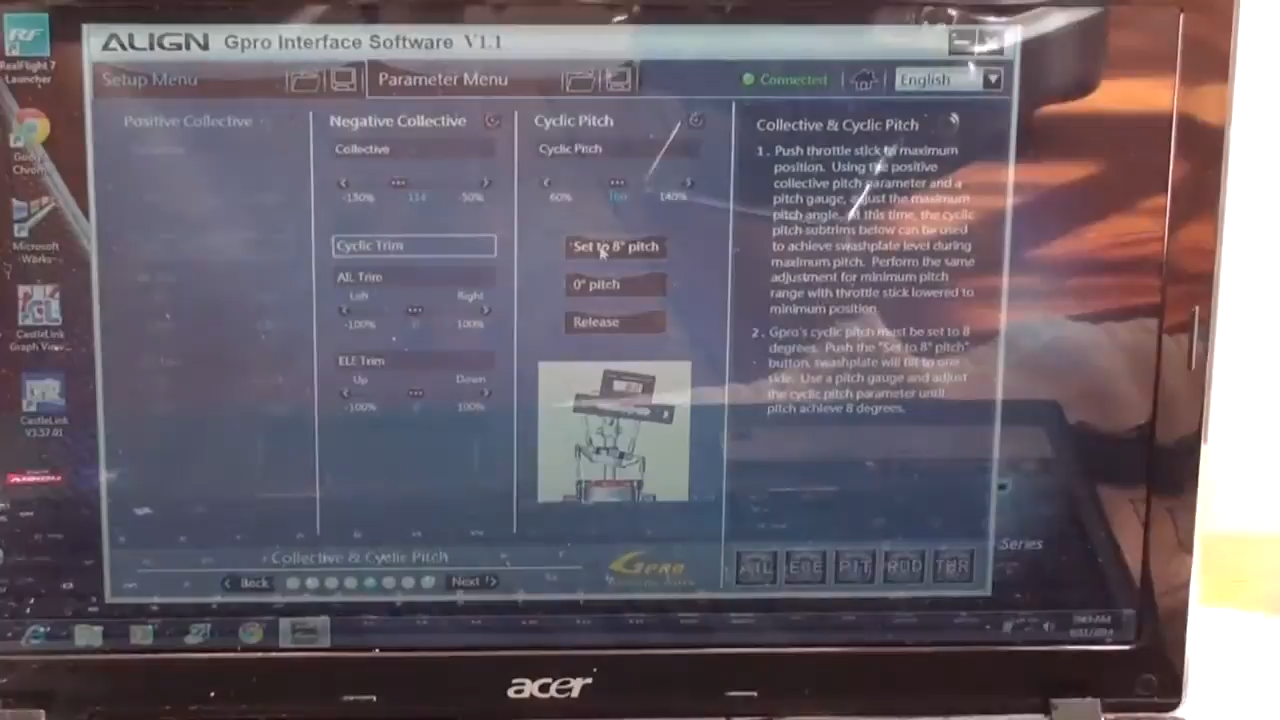 RealFlight 7
Launcher
Google
Chrom
Microsoft
Works
CastleLink
Graph View...
CastleLink
V3.57.01
ALIGN Gpro Interface Software V1.1
Setup Menu
Parameter Menu
Connected
English
Positive Collective
Negative Collective
Collective
-130%
-50%
Cyclic Trim
AIL Trim
Left Right
-100% 0 100%
ELE Trim
Up Down
-100% 100%
Cyclic Pitch
Cyclic Pitch
60% 100 140%
Set to 8° pitch
0° pitch
Release
Collective & Cyclic Pitch
1. Push throttle stick to maximum
position. Using the positive
collective pitch parameter and a
pitch gauge, adjust the maximum
pitch angle. At this time, the cyclic
pitch subtrims below can be used
to achieve swashplate level during
maximum pitch. Perform the same
adjustment for minimum pitch
range with throttle stick lowered to
minimum position.
2. Gpro's cyclic pitch must be set to 8
degrees. Push the "Set to 8° pitch"
button, swashplate will tilt to one
side. Use a pitch gauge and adjust
the cyclic pitch parameter until
pitch achieve 8 degrees.
Collective & Cyclic Pitch
Back
Next
GPRO
AIL ELE PIT RUD THR
Series
acer